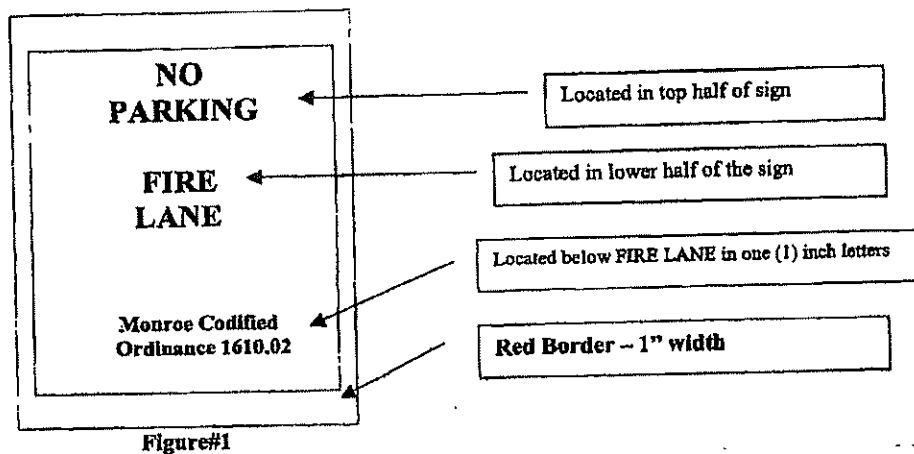 NO
PARKING
Located in top half of sign
FIRE
LANE
Located in lower half of the sign
Located below FIRE LANE in one (1) inch letters
Monroe Codified
Ordinance 1610.02
Red Border – 1" width
Figure#1